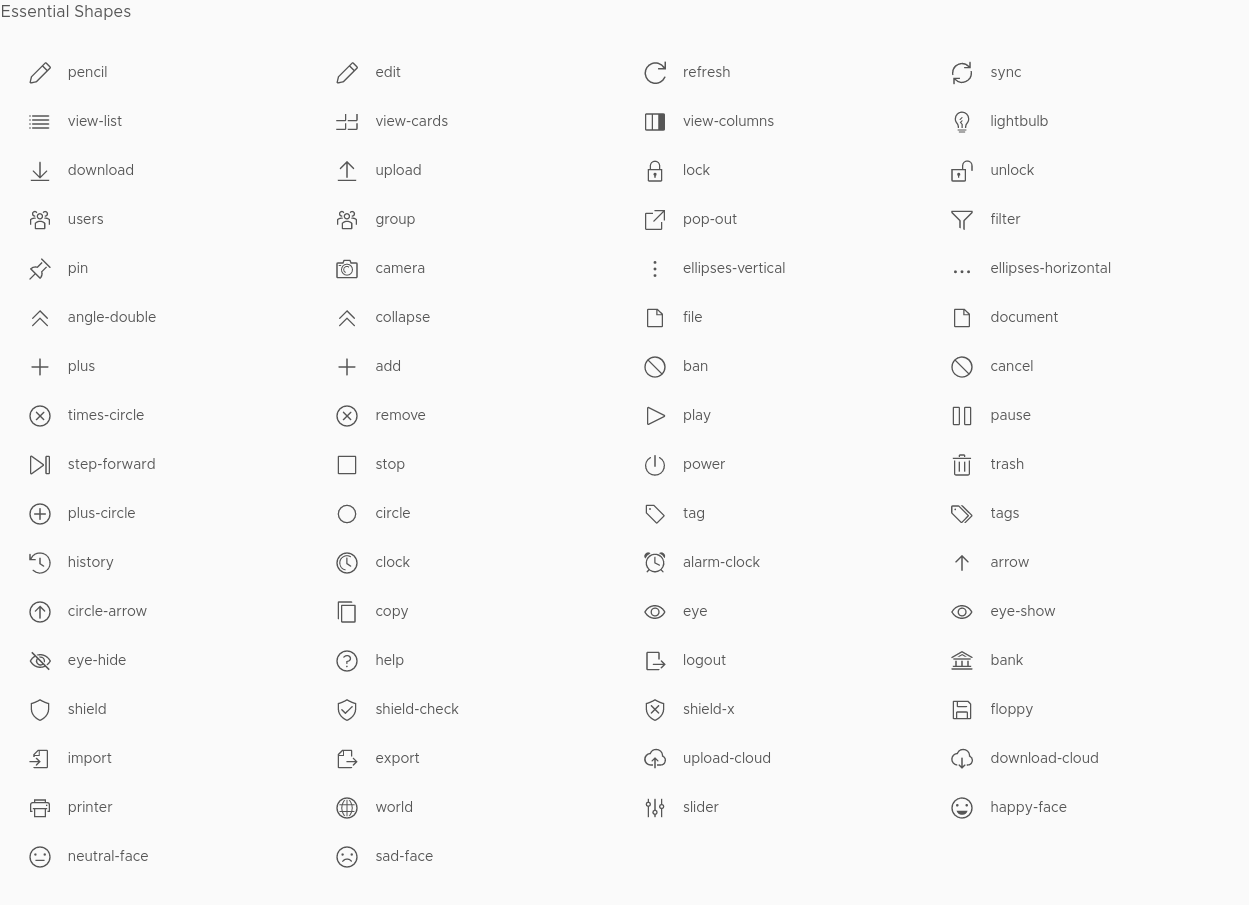 Essential Shapes
pencil edit refresh sync
view-list view-cards view-columns lightbulb
download upload lock unlock
users group pop-out filter
pin camera ellipses-vertical ellipses-horizontal
angle-double collapse file document
plus add ban cancel
times-circle remove play pause
step-forward stop power trash
plus-circle circle tag tags
history clock alarm-clock arrow
circle-arrow copy eye eye-show
eye-hide help logout bank
shield shield-check shield-x floppy
import export upload-cloud download-cloud
printer world slider happy-face
neutral-face sad-face